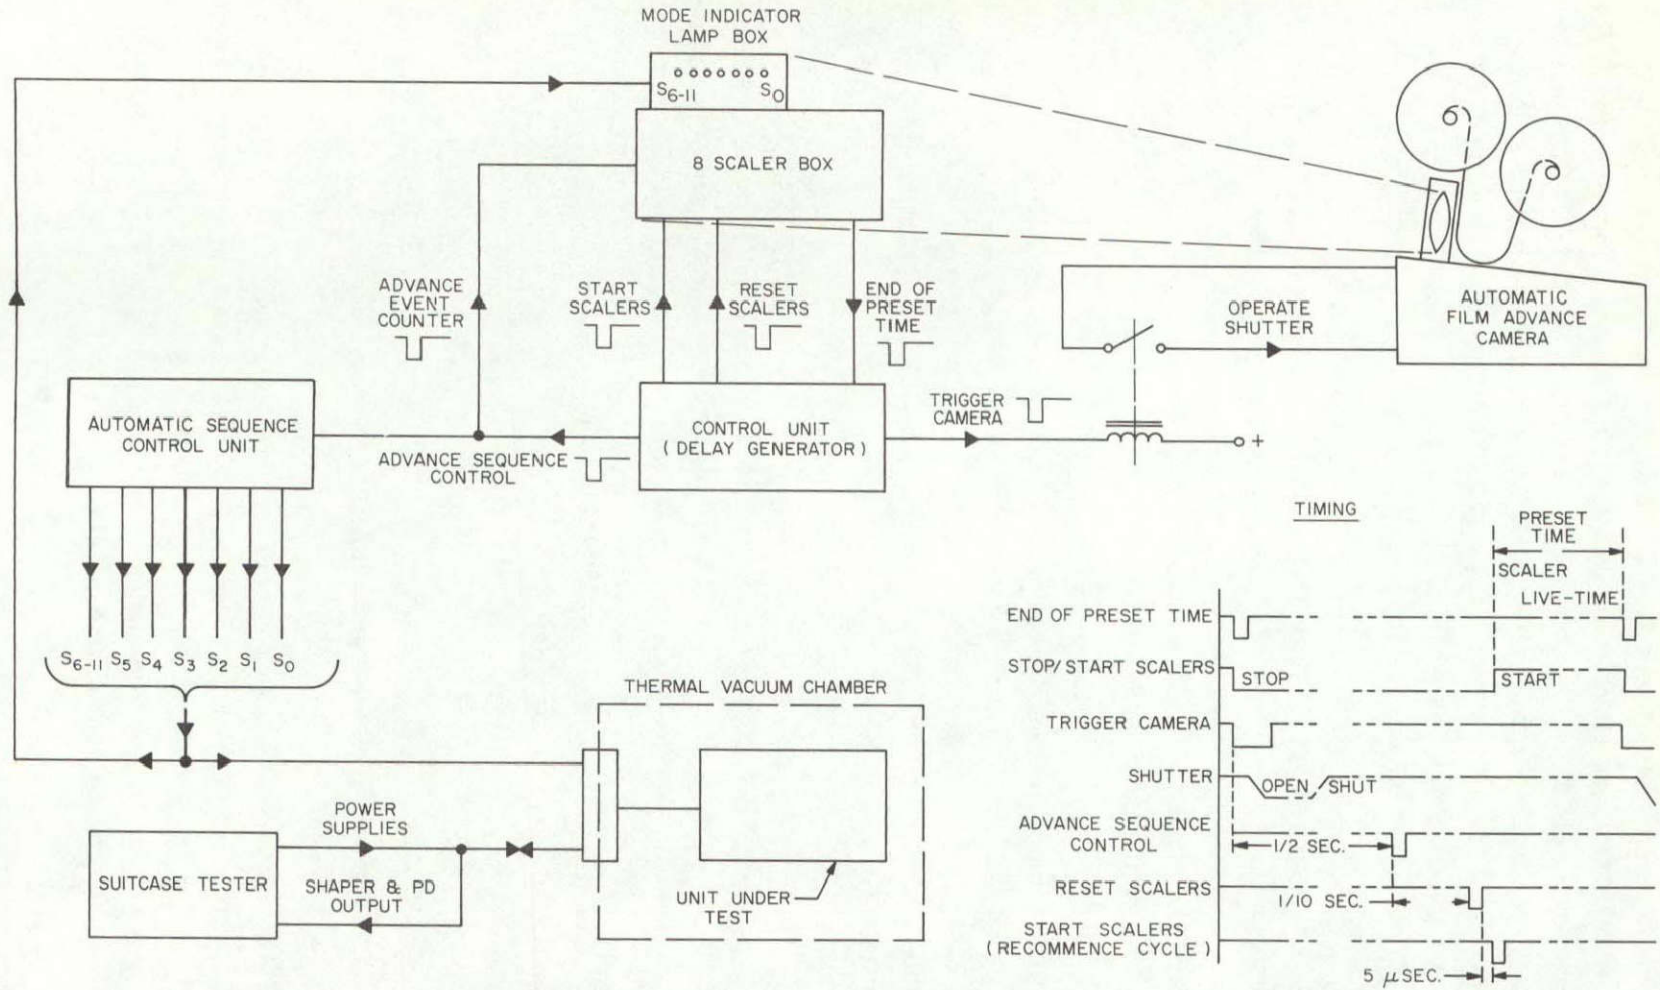 MODE INDICATOR
LAMP BOX
S6-11 S0
8 SCALER BOX
ADVANCE
EVENT
COUNTER
START
SCALERS
RESET
SCALERS
END OF
PRESET
TIME
OPERATE
SHUTTER
AUTOMATIC
FILM ADVANCE
CAMERA
AUTOMATIC SEQUENCE
CONTROL UNIT
ADVANCE SEQUENCE
CONTROL
CONTROL UNIT
(DELAY GENERATOR)
TRIGGER
CAMERA
+
S6-11 S5 S4 S3 S2 S1 S0
THERMAL VACUUM CHAMBER
POWER
SUPPLIES
SUITCASE TESTER
SHAPER & PD
OUTPUT
UNIT UNDER
TEST
TIMING
PRESET
TIME
SCALER
LIVE-TIME
END OF PRESET TIME
STOP/START SCALERS
STOP
START
TRIGGER CAMERA
SHUTTER
OPEN
SHUT
ADVANCE SEQUENCE
CONTROL
1/2 SEC.
RESET SCALERS
1/10 SEC.
START SCALERS
(RECOMMENCE CYCLE)
5 μSEC.